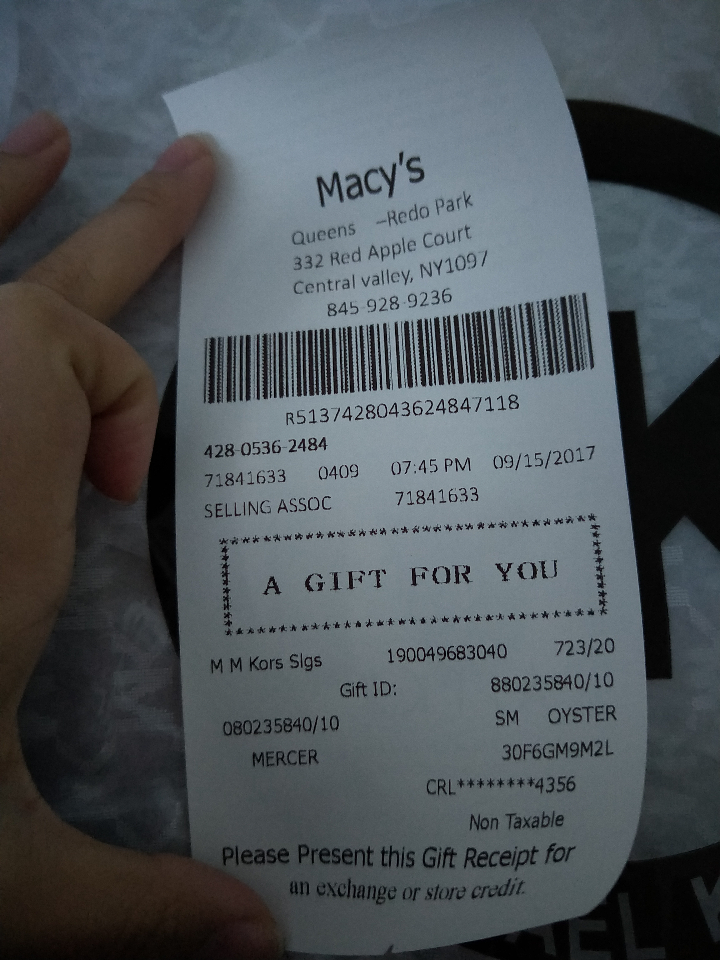 Macy's
Queens –Redo Park
332 Red Apple Court
Central valley, NY1097
845-928-9236
R5137428043624847118
428-0536-2484
71841633 0409 07:45 PM 09/15/2017
SELLING ASSOC 71841633
A GIFT FOR YOU
M M Kors Slgs 190049683040 723/20
Gift ID: 880235840/10
080235840/10 SM OYSTER
MERCER 30F6GM9M2L
CRL********4356
Non Taxable
Please Present this Gift Receipt for
an exchange or store credit.